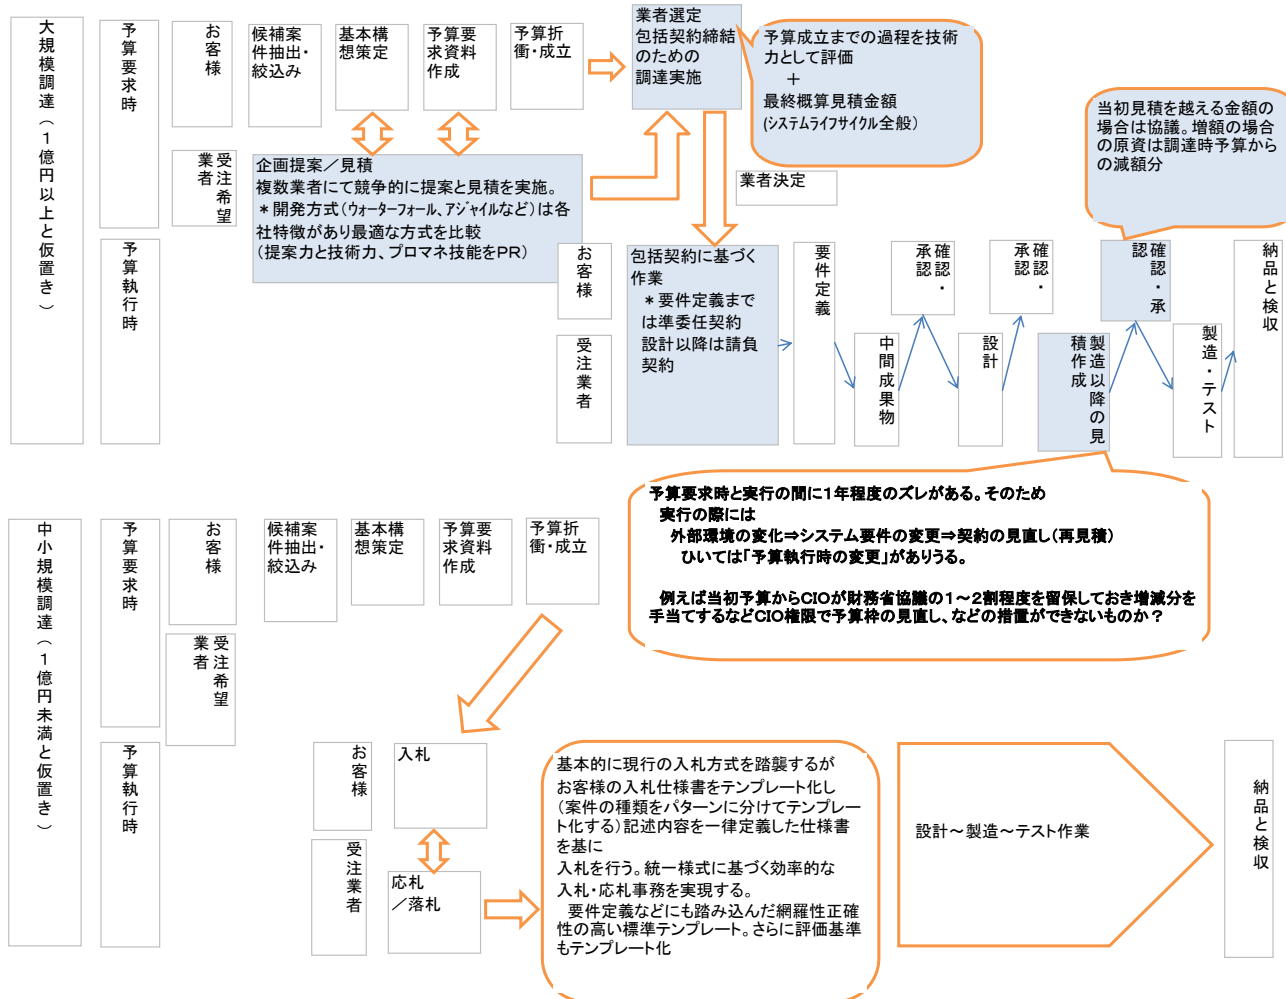 大規模調達（１億円以上と仮置き）
予算要求時
お客様
候補案
件抽出・
絞込み
基本構
想策定
予算要
求資料
作成
予算折
衝・成立
業者選定
包括契約締結
のための
調達実施
予算成立までの過程を技術
力として評価
＋
最終概算見積金額
(システムライフサイクル全般)
当初見積を越える金額の
場合は協議。増額の場合
の原資は調達時予算から
の減額分
受注希望
業者
企画提案／見積
複数業者にて競争的に提案と見積を実施。
＊開発方式（ウォーターフォール、アジャイルなど）は各
社特徴があり最適な方式を比較
（提案力と技術力、プロマネ技能をPR）
業者決定
予算執行時
お客様
受注業者
包括契約に基づく
作業
＊要件定義まで
は準委任契約
設計以降は請負
契約
要件定義
中間成果物
確認・
承認
設計
確認・
承認
製造以降の見
積作成
確認・承
認
製造・テスト
納品と検収
予算要求時と実行の間に１年程度のズレがある。そのため
実行の際には
外部環境の変化⇒システム要件の変更⇒契約の見直し（再見積）
ひいては「予算執行時の変更」がありうる。
例えば当初予算からCIOが財務省協議の１～２割程度を留保しておき増減分を
手当てするなどCIO権限で予算枠の見直し、などの措置ができないものか？
中小規模調達（１億円未満と仮置き）
予算要求時
お客様
候補案
件抽出・
絞込み
基本構
想策定
予算要
求資料
作成
予算折
衝・成立
受注希望
業者
予算執行時
お客様
入札
受注業者
応札
／落札
基本的に現行の入札方式を踏襲するが
お客様の入札仕様書をテンプレート化し
（案件の種類をパターンに分けてテンプレー
ト化する）記述内容を一律定義した仕様書
を基に
入札を行う。統一様式に基づく効率的な
入札・応札事務を実現する。
要件定義などにも踏み込んだ網羅性正確
性の高い標準テンプレート。さらに評価基準
もテンプレート化
設計～製造～テスト作業
納品と検収